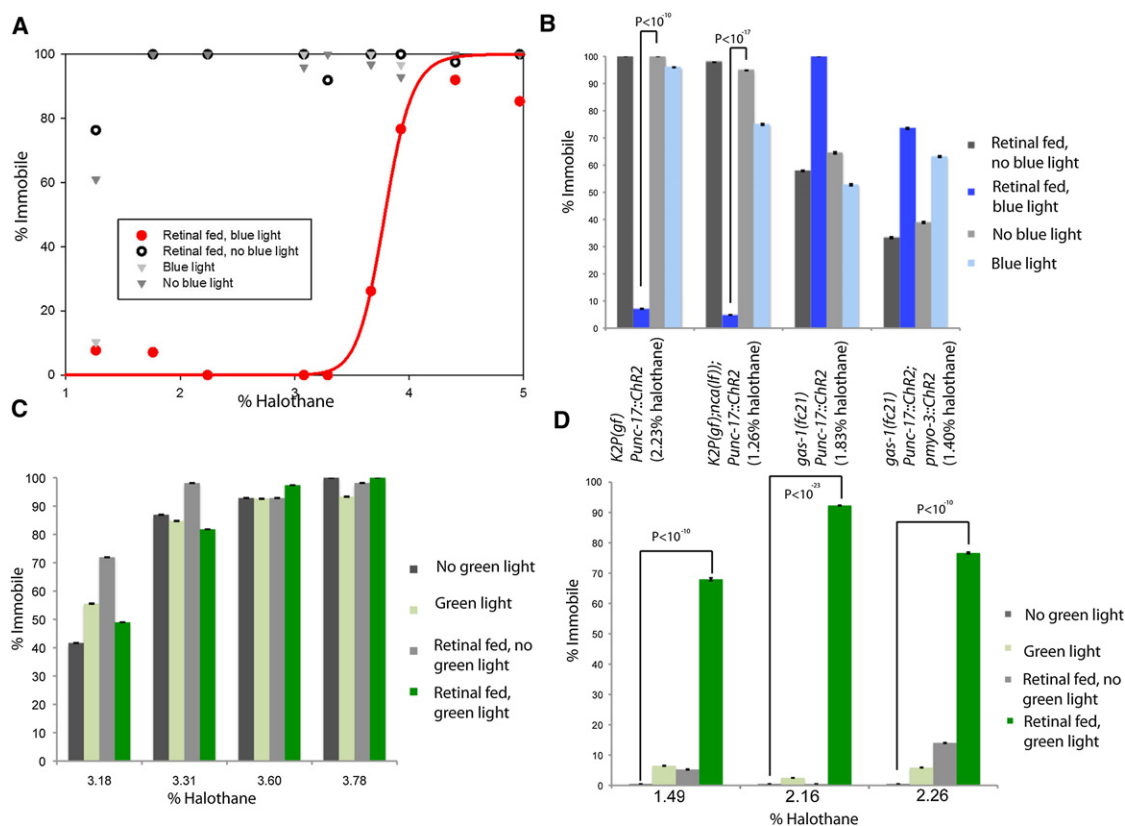 A
% Immobile
100
80
60
40
20
0
Retinal fed, blue light
Retinal fed, no blue light
Blue light
No blue light
1
2
3
4
5
% Halothane
B
P<10^-10
P<10^-17
% Immobile
100
90
80
70
60
50
40
30
20
10
0
Retinal fed,
no blue light
Retinal fed,
blue light
No blue light
Blue light
K2P(gf)
Punc-17::ChR2
(2.23% halothane)
K2P(gf);nca(lf));
Punc-17::ChR2
(1.26% halothane)
gas-1(fc21)
Punc-17::ChR2
(1.83% halothane)
gas-1(fc21)
Punc-17::ChR2;
pmyo-3::ChR2
(1.40% halothane)
C
% Immobile
100
90
80
70
60
50
40
30
20
10
0
3.18
3.31
3.60
3.78
% Halothane
No green light
Green light
Retinal fed, no
green light
Retinal fed,
green light
D
% Immobile
100
90
80
70
60
50
40
30
20
10
0
P<10^-10
P<10^-23
P<10^-10
1.49
2.16
2.26
% Halothane
No green light
Green light
Retinal fed, no
green light
Retinal fed,
green light